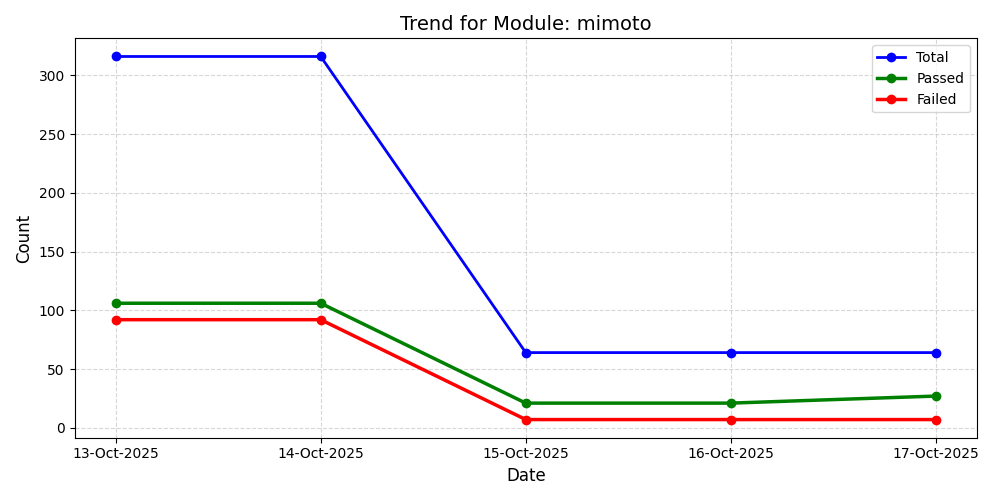 Trend for Module: mimoto
Total
Passed
Failed
Count
300
250
200
150
100
50
0
13-Oct-2025
14-Oct-2025
15-Oct-2025
16-Oct-2025
17-Oct-2025
Date